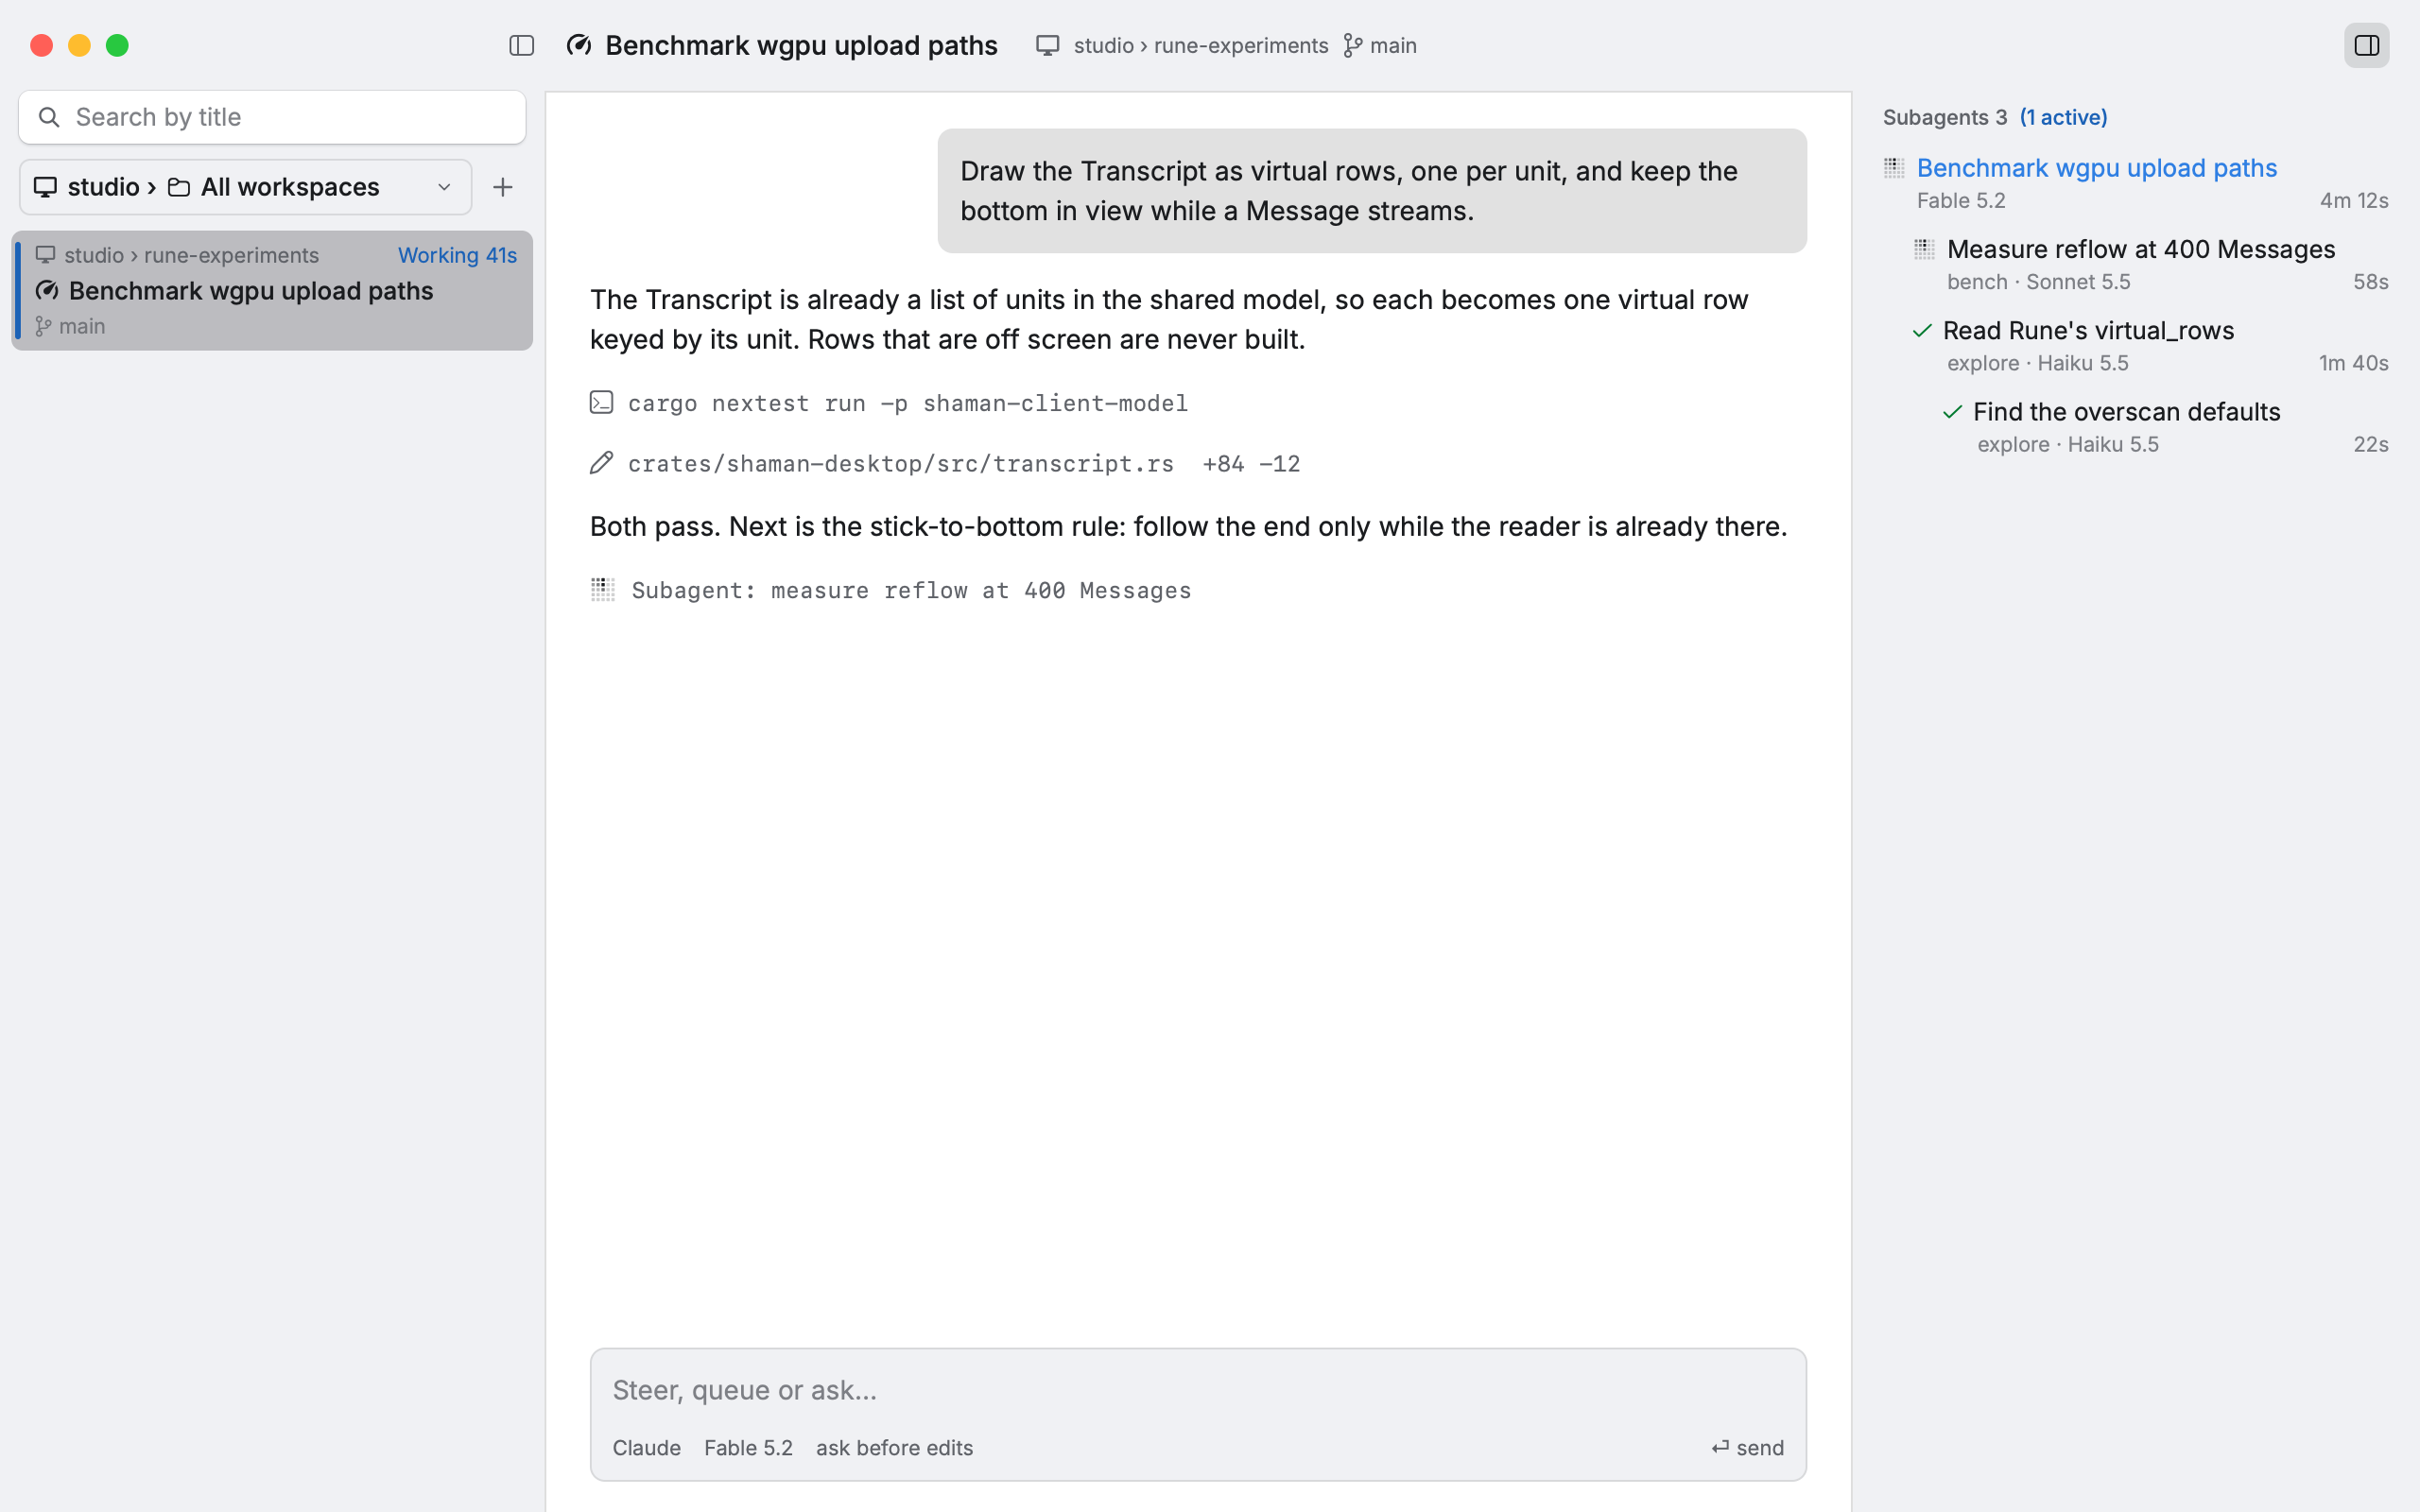 Benchmark wgpu upload paths
studio › rune-experiments main
Search by title
studio › All workspaces
studio › rune-experiments Working 41s
Benchmark wgpu upload paths
main
Draw the Transcript as virtual rows, one per unit, and keep the
bottom in view while a Message streams.
The Transcript is already a list of units in the shared model, so each becomes one virtual row
keyed by its unit. Rows that are off screen are never built.
cargo nextest run -p shaman-client-model
crates/shaman-desktop/src/transcript.rs +84 -12
Both pass. Next is the stick-to-bottom rule: follow the end only while the reader is already there.
Subagent: measure reflow at 400 Messages
Steer, queue or ask...
Claude Fable 5.2 ask before edits
send
Subagents 3 (1 active)
Benchmark wgpu upload paths
Fable 5.2 4m 12s
Measure reflow at 400 Messages
bench · Sonnet 5.5 58s
Read Rune's virtual_rows
explore · Haiku 5.5 1m 40s
Find the overscan defaults
explore · Haiku 5.5 22s